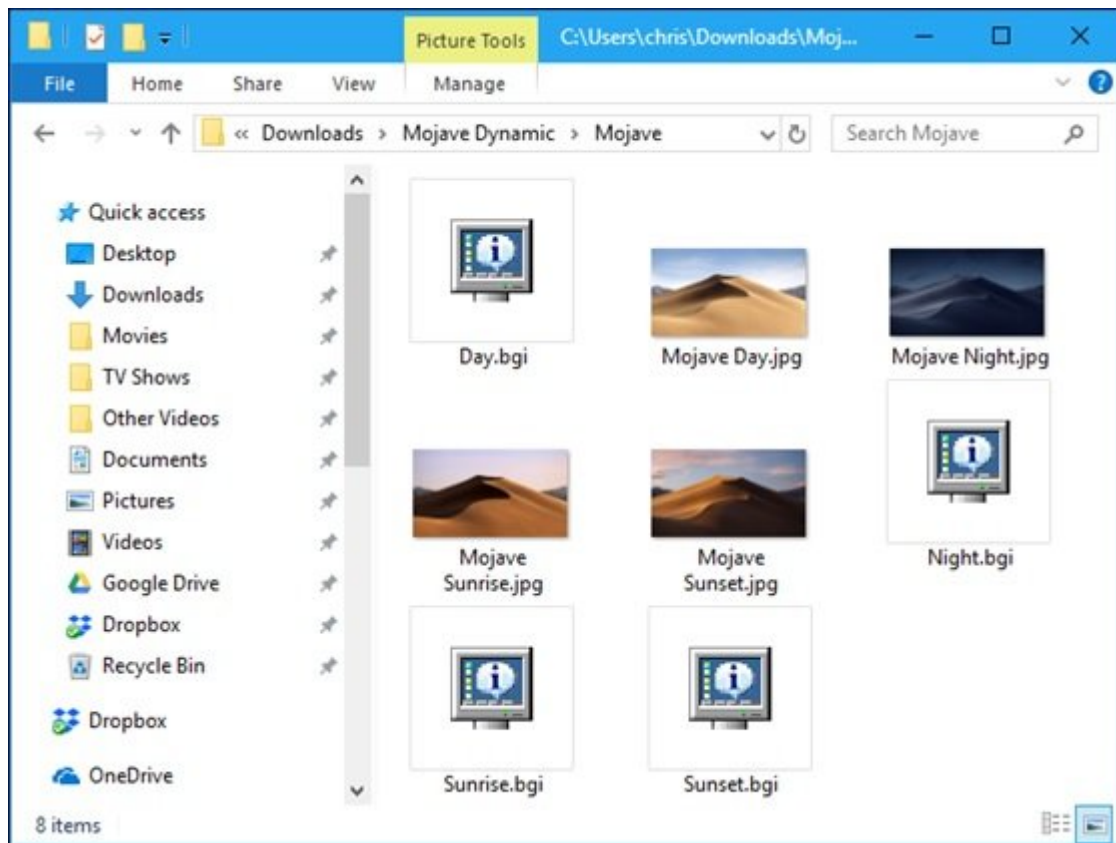 Picture Tools
C:\Users\chris\Downloads\Moj...
File Home Share View Manage
« Downloads > Mojave Dynamic > Mojave
Search Mojave
Quick access
Desktop
Downloads
Movies
TV Shows
Other Videos
Documents
Pictures
Videos
Google Drive
Dropbox
Recycle Bin
Dropbox
OneDrive
Day.bgi
Mojave Day.jpg
Mojave Night.jpg
Mojave
Sunrise.jpg
Mojave
Sunset.jpg
Night.bgi
Sunrise.bgi
Sunset.bgi
8 items